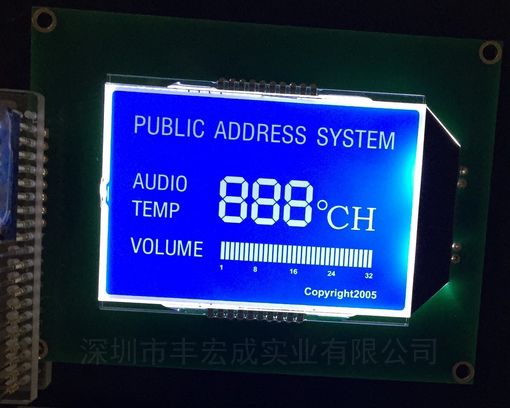 PUBLIC ADDRESS SYSTEM
AUDIO
TEMP
888°CH
VOLUME
1 8 16 24 32
Copyright2005
深圳市丰宏成实业有限公司